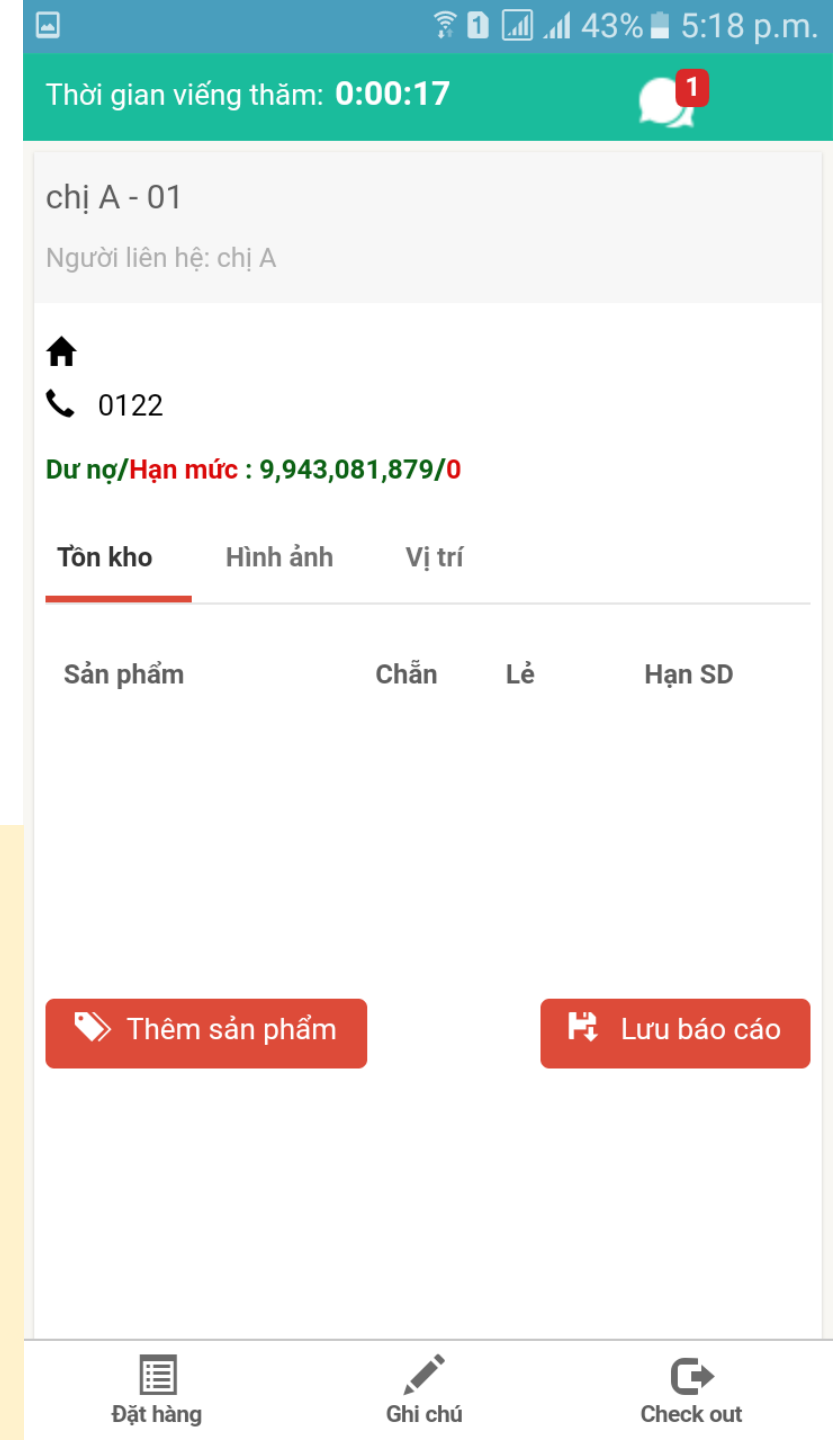 43% 5:18 p.m.
Thời gian viếng thăm: 0:00:17
1
chị A - 01
Người liên hệ: chị A
0122
Dư nợ/Hạn mức : 9,943,081,879/0
Tồn kho Hình ảnh Vị trí
Sản phẩm Chẵn Lẻ Hạn SD
Thêm sản phẩm Lưu báo cáo
Đặt hàng Ghi chú Check out